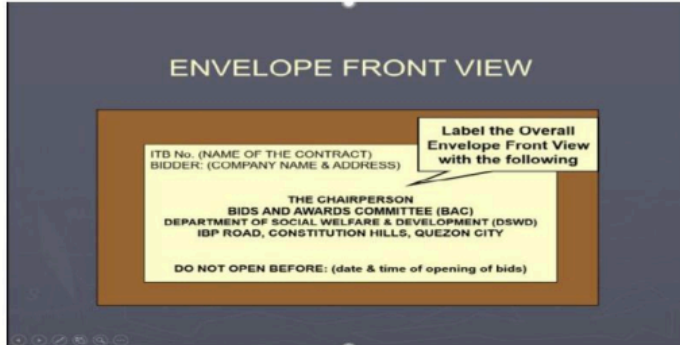 ENVELOPE FRONT VIEW
Label the Overall
Envelope Front View
with the following
ITB No. (NAME OF THE CONTRACT)
BIDDER: (COMPANY NAME & ADDRESS)
THE CHAIRPERSON
BIDS AND AWARDS COMMITTEE (BAC)
DEPARTMENT OF SOCIAL WELFARE & DEVELOPMENT (DSWD)
IBP ROAD, CONSTITUTION HILLS, QUEZON CITY
DO NOT OPEN BEFORE: (date & time of opening of bids)